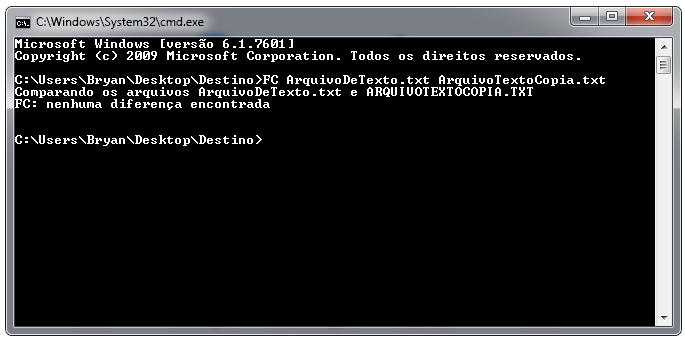 C:\Windows\System32\cmd.exe
Microsoft Windows [versão 6.1.7601]
Copyright (c) 2009 Microsoft Corporation. Todos os direitos reservados.
C:\Users\Bryan\Desktop\Destino>FC ArquivoDeTexto.txt ArquivoTextoCopia.txt
Comparando os arquivos ArquivoDeTexto.txt e ARQUIVOTEXTOCOPIA.TXT
FC: nenhuma diferença encontrada
C:\Users\Bryan\Desktop\Destino>